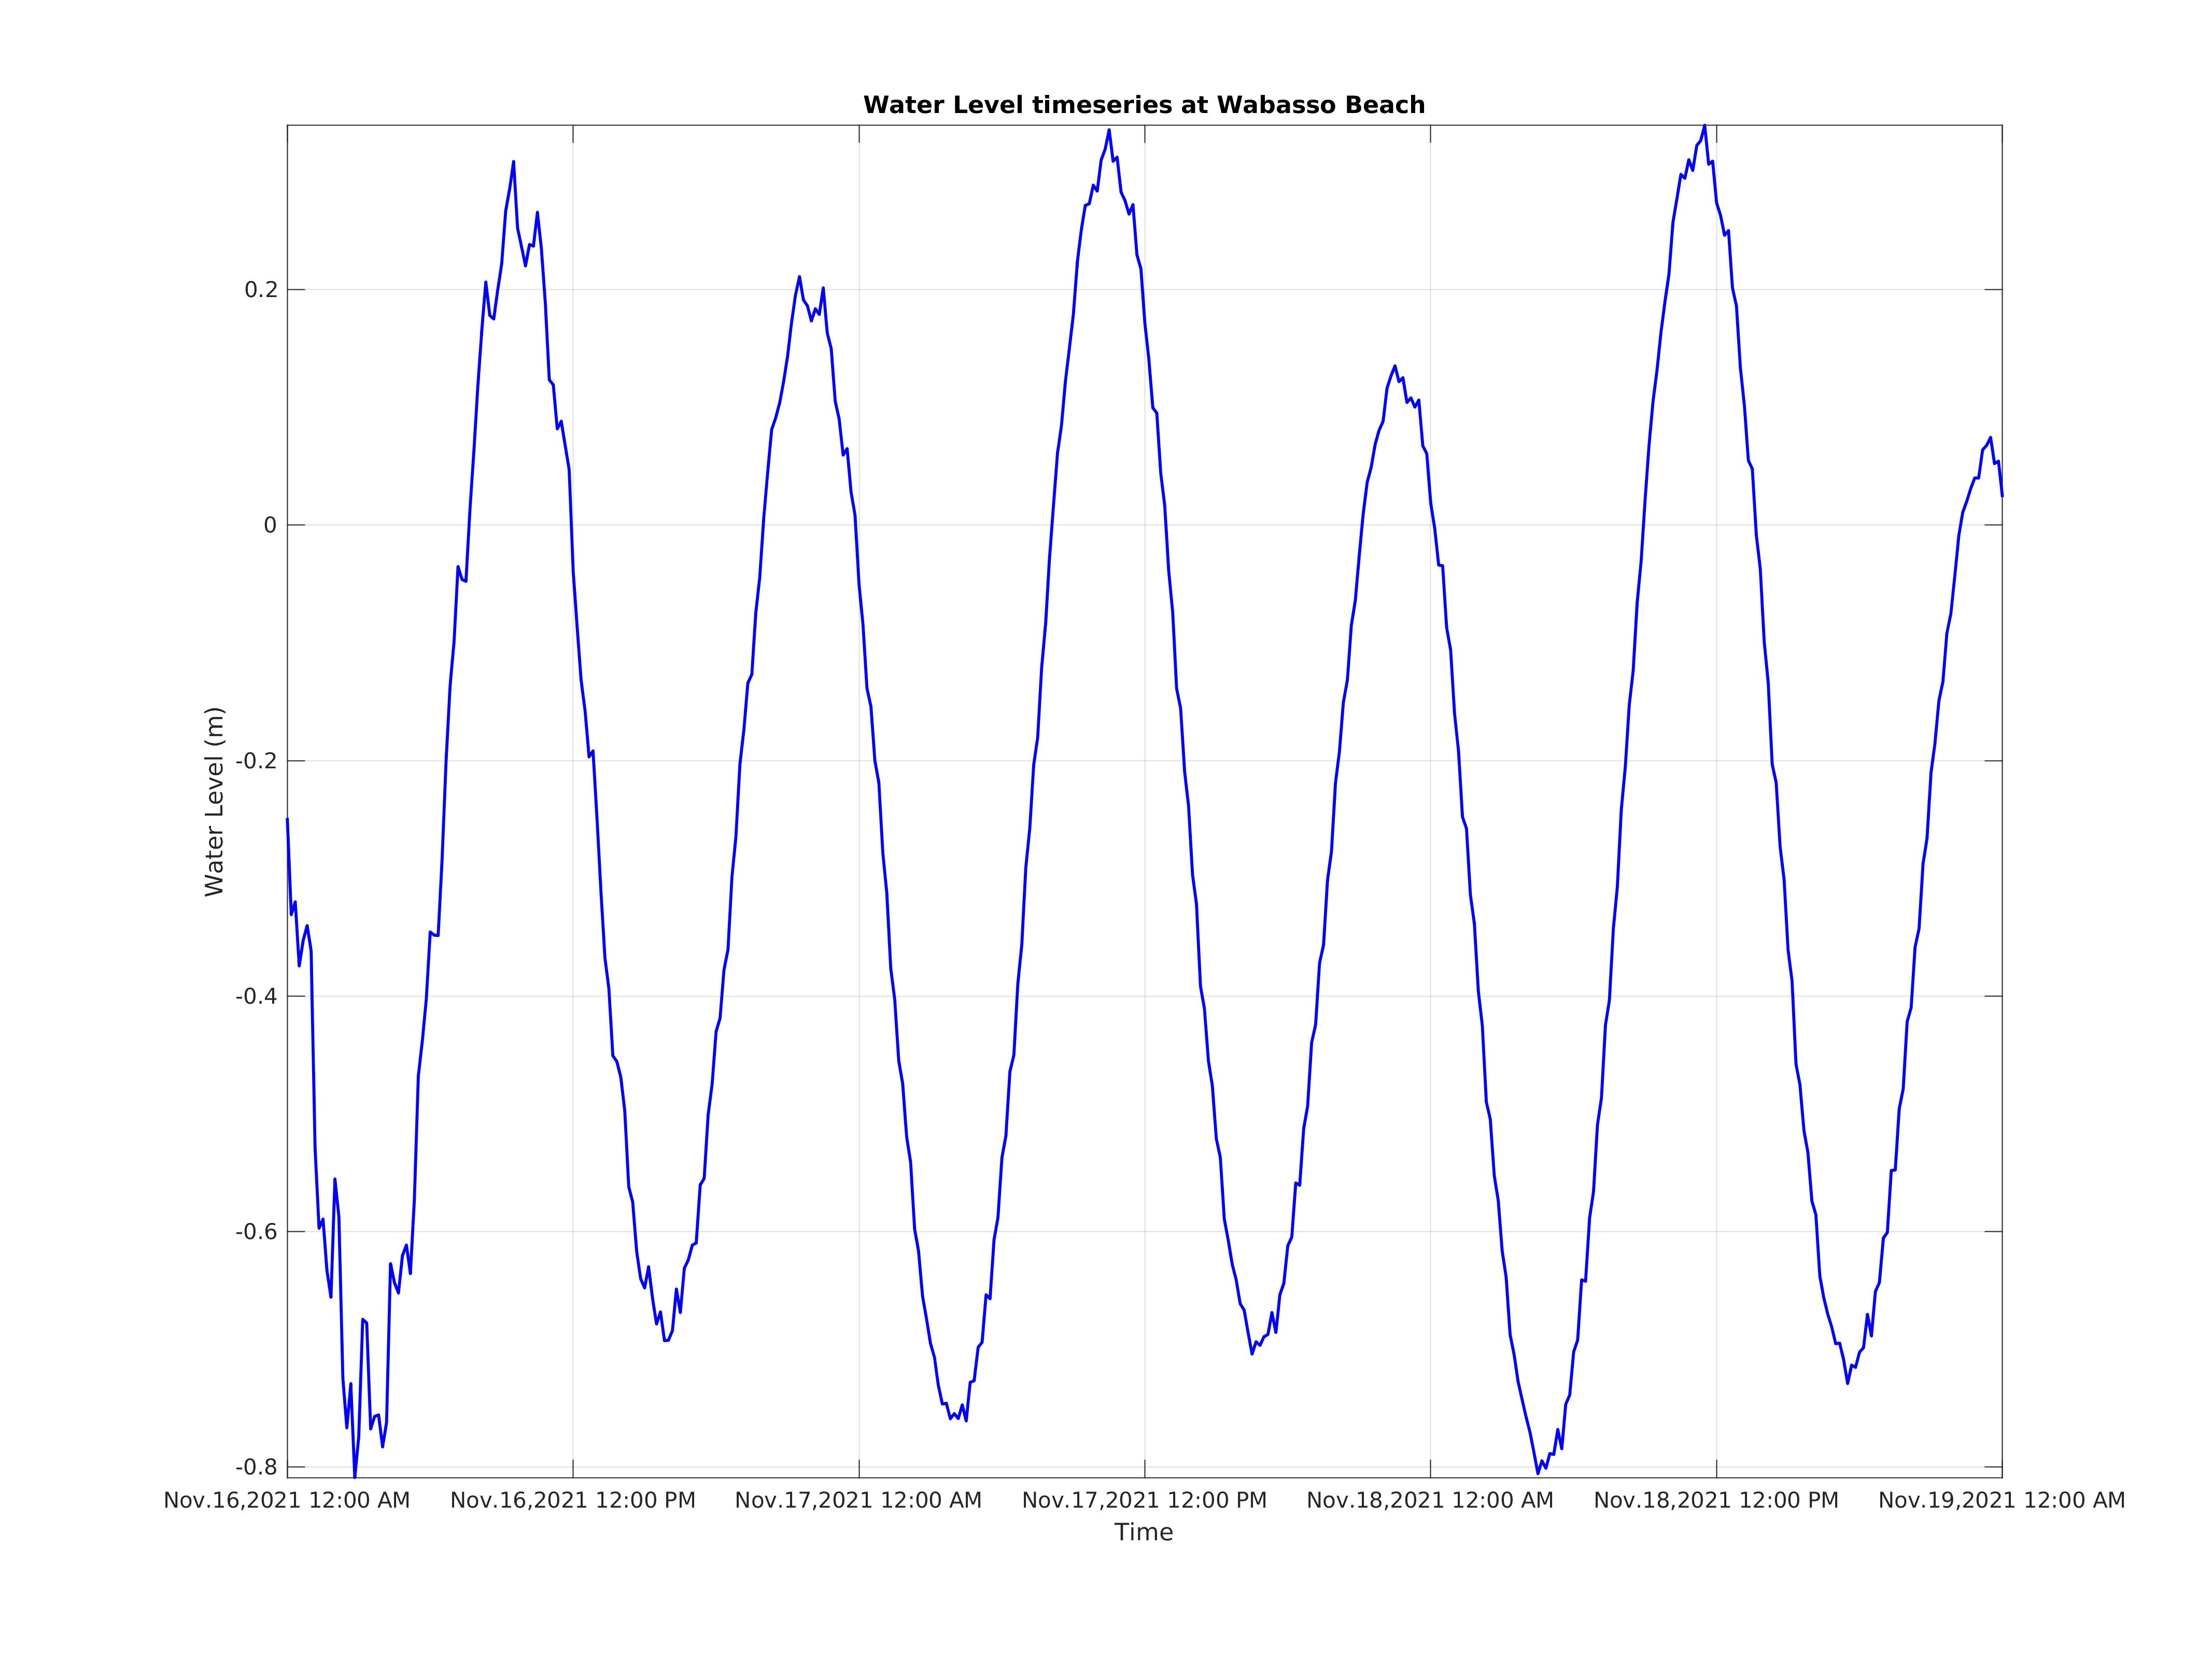 Water Level timeseries at Wabasso Beach
0.2
0
-0.2
-0.4
-0.6
-0.8
Water Level (m)
Nov.16,2021 12:00 AM Nov.16,2021 12:00 PM Nov.17,2021 12:00 AM Nov.17,2021 12:00 PM Nov.18,2021 12:00 AM Nov.18,2021 12:00 PM Nov.19,2021 12:00 AM
Time